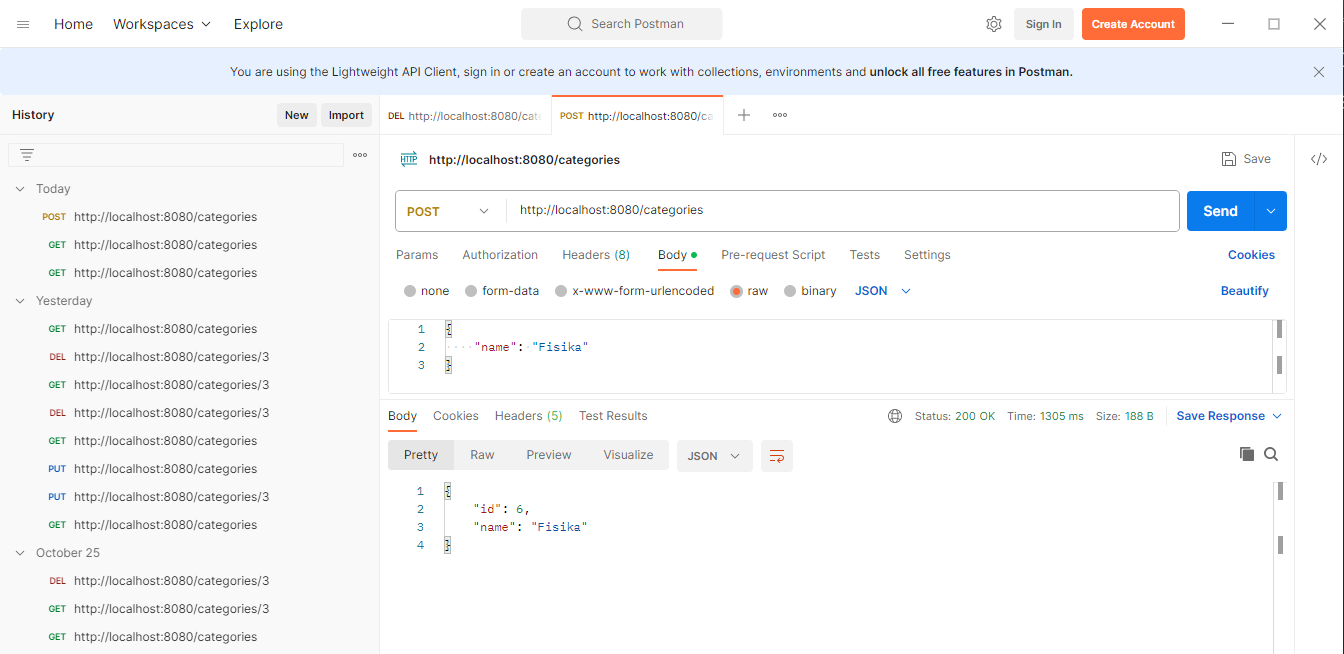 Home Workspaces Explore Search Postman Sign In Create Account
You are using the Lightweight API Client, sign in or create an account to work with collections, environments and unlock all free features in Postman.
History New Import
DEL http://localhost:8080/cate POST http://localhost:8080/ca
HTTP http://localhost:8080/categories Save
Today
POST http://localhost:8080/categories
GET http://localhost:8080/categories
GET http://localhost:8080/categories
Yesterday
GET http://localhost:8080/categories
DEL http://localhost:8080/categories/3
GET http://localhost:8080/categories/3
DEL http://localhost:8080/categories/3
GET http://localhost:8080/categories
PUT http://localhost:8080/categories
PUT http://localhost:8080/categories/3
GET http://localhost:8080/categories
October 25
DEL http://localhost:8080/categories/3
GET http://localhost:8080/categories/3
GET http://localhost:8080/categories
POST http://localhost:8080/categories Send
Params Authorization Headers (8) Body Pre-request Script Tests Settings Cookies
none form-data x-www-form-urlencoded raw binary JSON Beautify
1 {
2 "name": "Fisika"
3 }
Body Cookies Headers (5) Test Results Status: 200 OK Time: 1305 ms Size: 188 B Save Response
Pretty Raw Preview Visualize JSON
1 {
2 "id": 6,
3 "name": "Fisika"
4 }